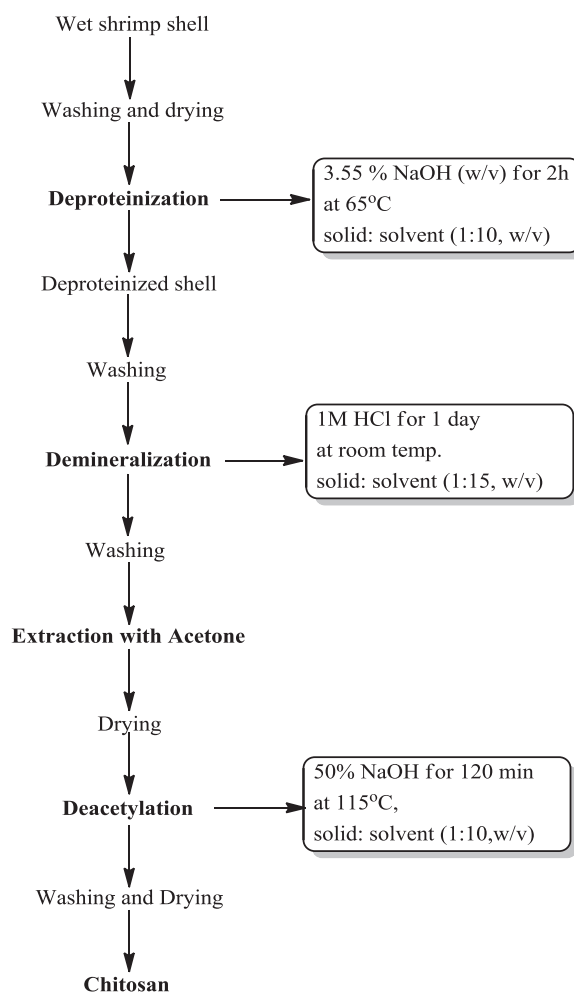 Wet shrimp shell
Washing and drying
Deproteinization
3.55 % NaOH (w/v) for 2h
at 65°C
solid: solvent (1:10, w/v)
Deproteinized shell
Washing
Demineralization
1M HCl for 1 day
at room temp.
solid: solvent (1:15, w/v)
Washing
Extraction with Acetone
Drying
Deacetylation
50% NaOH for 120 min
at 115°C,
solid: solvent (1:10,w/v)
Washing and Drying
Chitosan